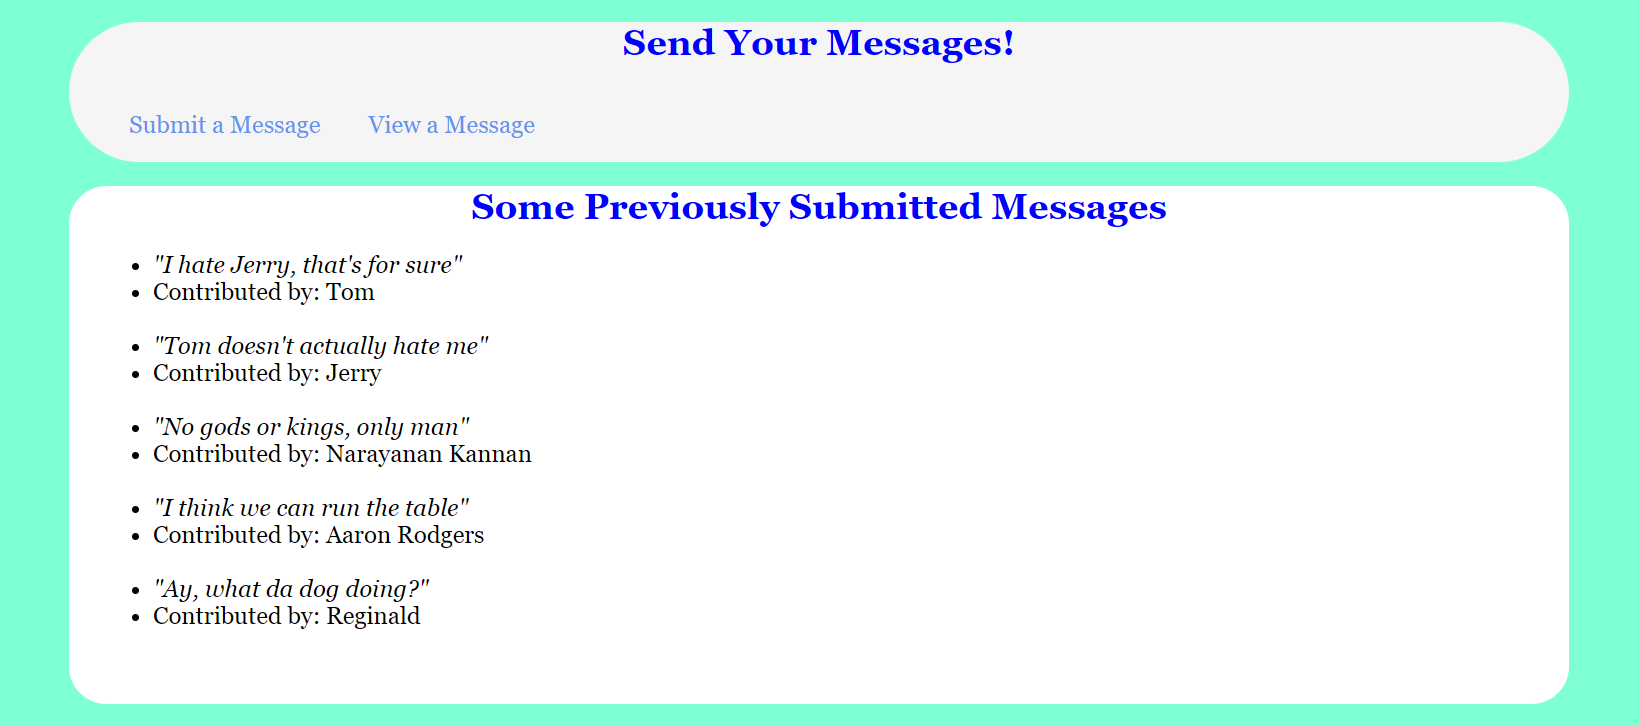 Send Your Messages!
Submit a Message View a Message
Some Previously Submitted Messages
"I hate Jerry, that's for sure"
Contributed by: Tom
"Tom doesn't actually hate me"
Contributed by: Jerry
"No gods or kings, only man"
Contributed by: Narayanan Kannan
"I think we can run the table"
Contributed by: Aaron Rodgers
"Ay, what da dog doing?"
Contributed by: Reginald